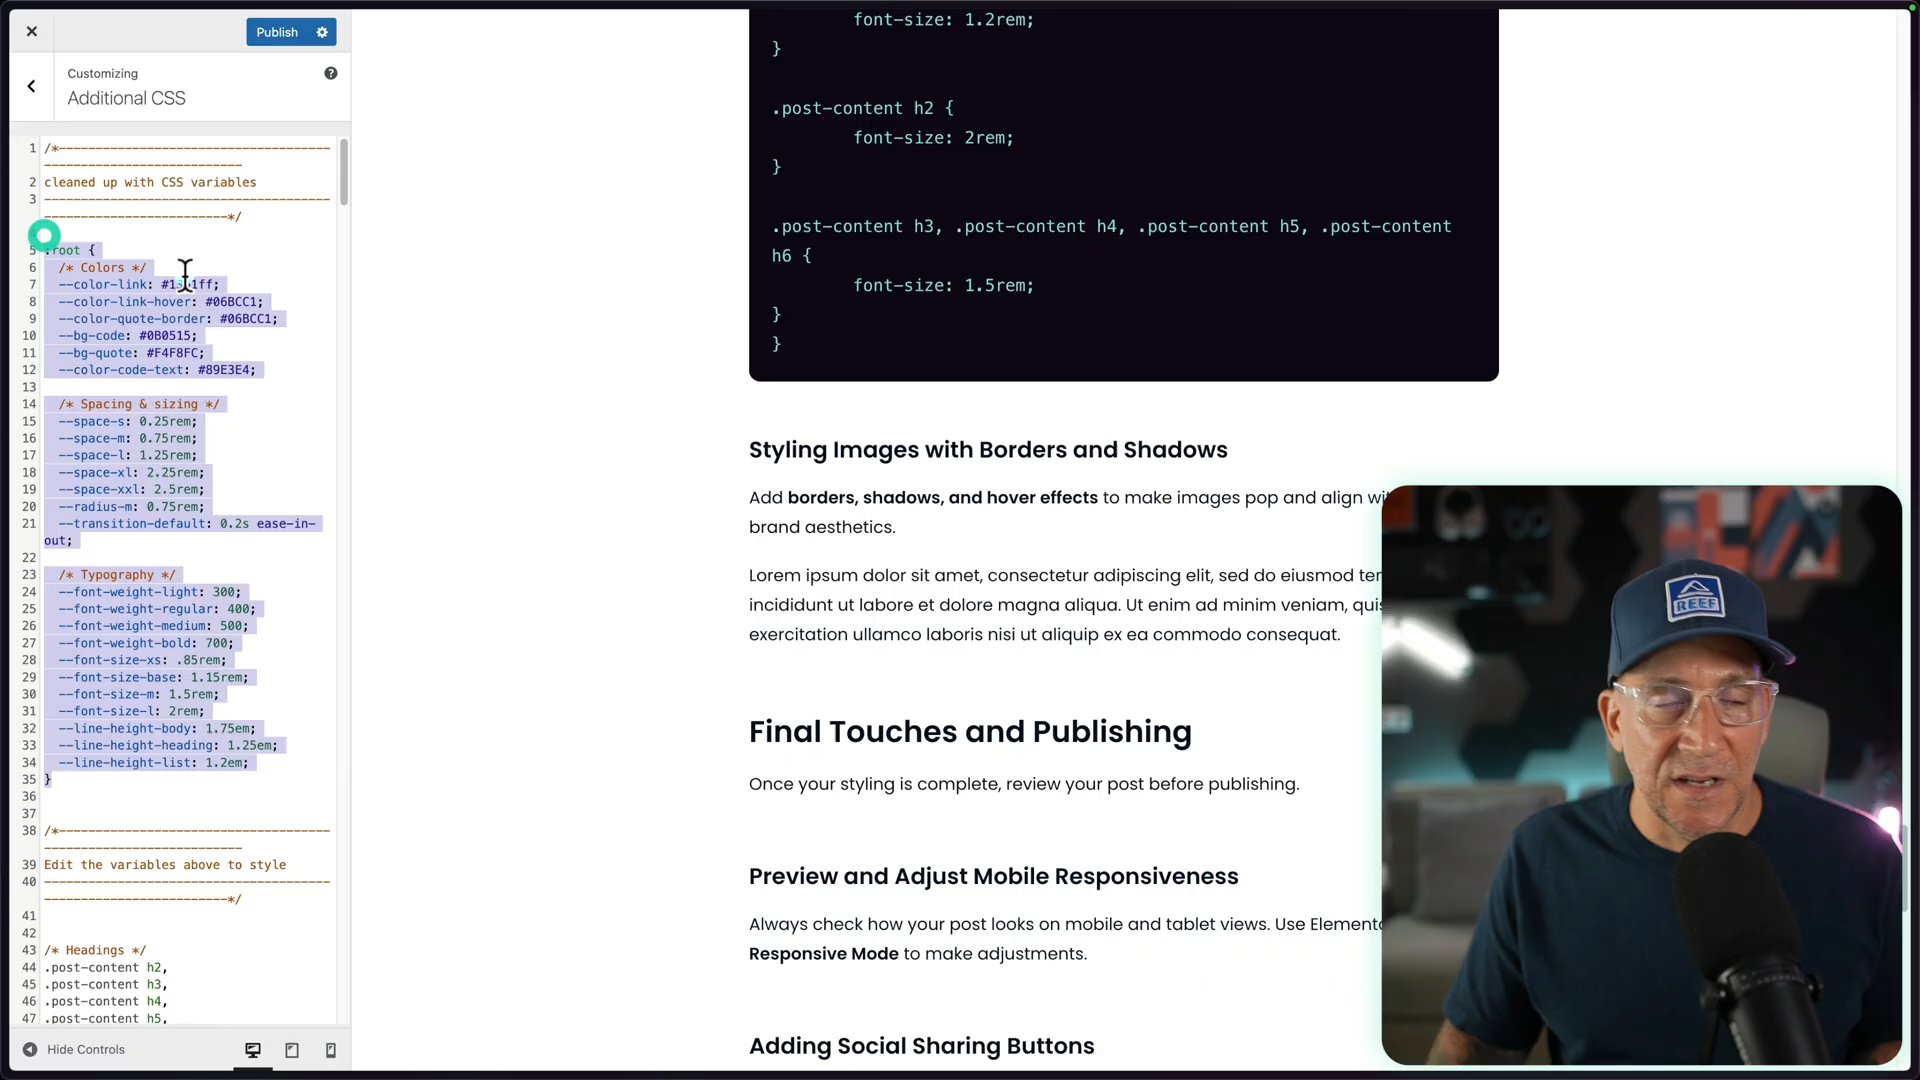 Publish
Customizing
Additional CSS
1 /*-------------------------------------
---------------------------
2 cleaned up with CSS variables
3 ---------------------------------------
-------------------------*/
5 :root {
6 /* Colors */
7 --color-link:
8 --color-link-hover: #06BCC1;
9 --color-quote-border: #06BCC1;
10 --bg-code: #0B0515;
11 --bg-quote: #F4F8FC;
12 --color-code-text: #89E3E4;
13
14 /* Spacing & sizing */
15 --space-s: 0.25rem;
16 --space-m: 0.75rem;
17 --space-l: 1.25rem;
18 --space-xl: 2.25rem;
19 --space-xxl: 2.5rem;
20 --radius-m: 0.75rem;
21 --transition-default: 0.2s ease-in-
out;
22
23 /* Typography */
24 --font-weight-light: 300;
25 --font-weight-regular: 400;
26 --font-weight-medium: 500;
27 --font-weight-bold: 700;
28 --font-size-xs: .85rem;
29 --font-size-base: 1.15rem;
30 --font-size-m: 1.5rem;
31 --font-size-l: 2rem;
32 --line-height-body: 1.75em;
33 --line-height-heading: 1.25em;
34 --line-height-list: 1.2em;
35 }
36
37
38 /*-------------------------------------
---------------------------
39 Edit the variables above to style
40 ---------------------------------------
-------------------------*/
41
42
43 /* Headings */
44 .post-content h2,
45 .post-content h3,
46 .post-content h4,
47 .post-content h5,
Hide Controls
font-size: 1.2rem;
}
.post-content h2 {
font-size: 2rem;
}
.post-content h3, .post-content h4, .post-content h5, .post-content
h6 {
font-size: 1.5rem;
}
}
Styling Images with Borders and Shadows
Add borders, shadows, and hover effects to make images pop and align
brand aesthetics.
Lorem ipsum dolor sit amet, consectetur adipiscing elit, sed do eiusmod
incididunt ut labore et dolore magna aliqua. Ut enim ad minim veniam,
exercitation ullamco laboris nisi ut aliquip ex ea commodo consequat.
Final Touches and Publishing
Once your styling is complete, review your post before publishing.
Preview and Adjust Mobile Responsiveness
Always check how your post looks on mobile and tablet views. Use
Responsive Mode to make adjustments.
Adding Social Sharing Buttons
REEF